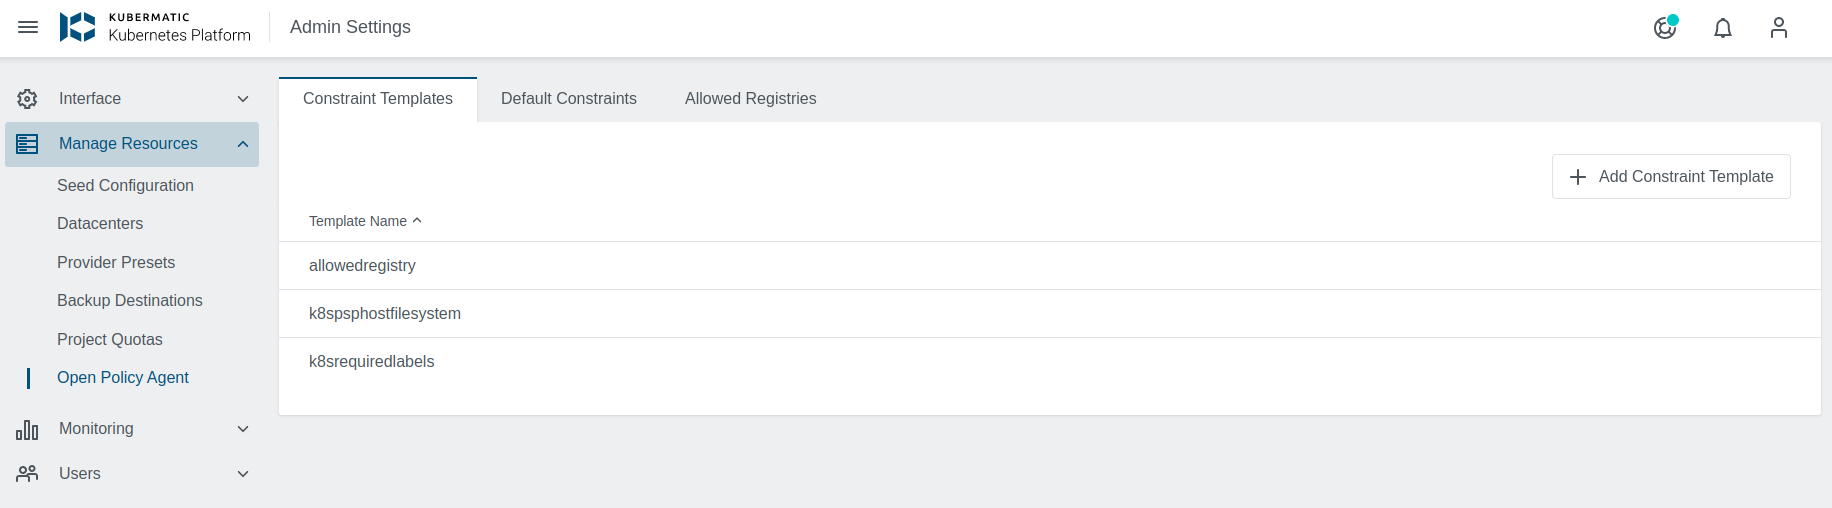 KUBERMATIC
Kubernetes Platform
Admin Settings
Interface
Manage Resources
Seed Configuration
Datacenters
Provider Presets
Backup Destinations
Project Quotas
Open Policy Agent
Monitoring
Users
Constraint Templates
Default Constraints
Allowed Registries
Add Constraint Template
Template Name
allowedregistry
k8spsphostfilesystem
k8srequiredlabels